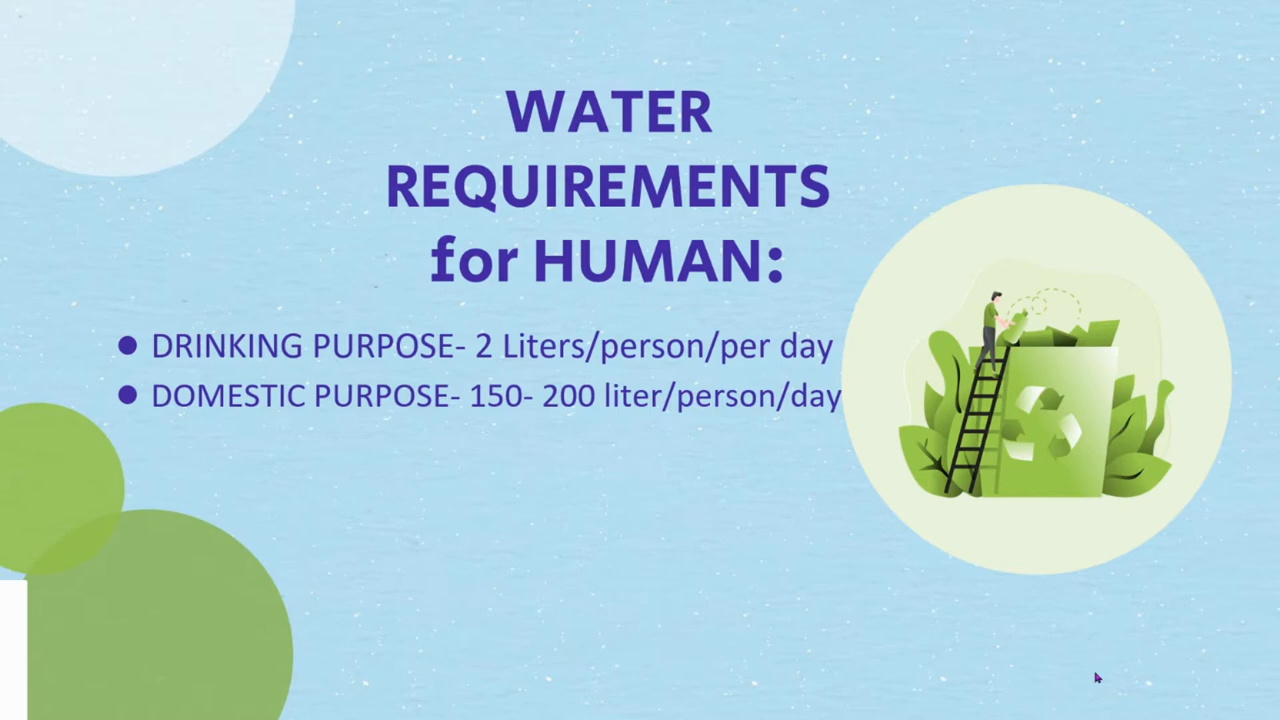 WATER
REQUIREMENTS
for HUMAN:
● DRINKING PURPOSE- 2 Liters/person/per day
● DOMESTIC PURPOSE- 150- 200 liter/person/day